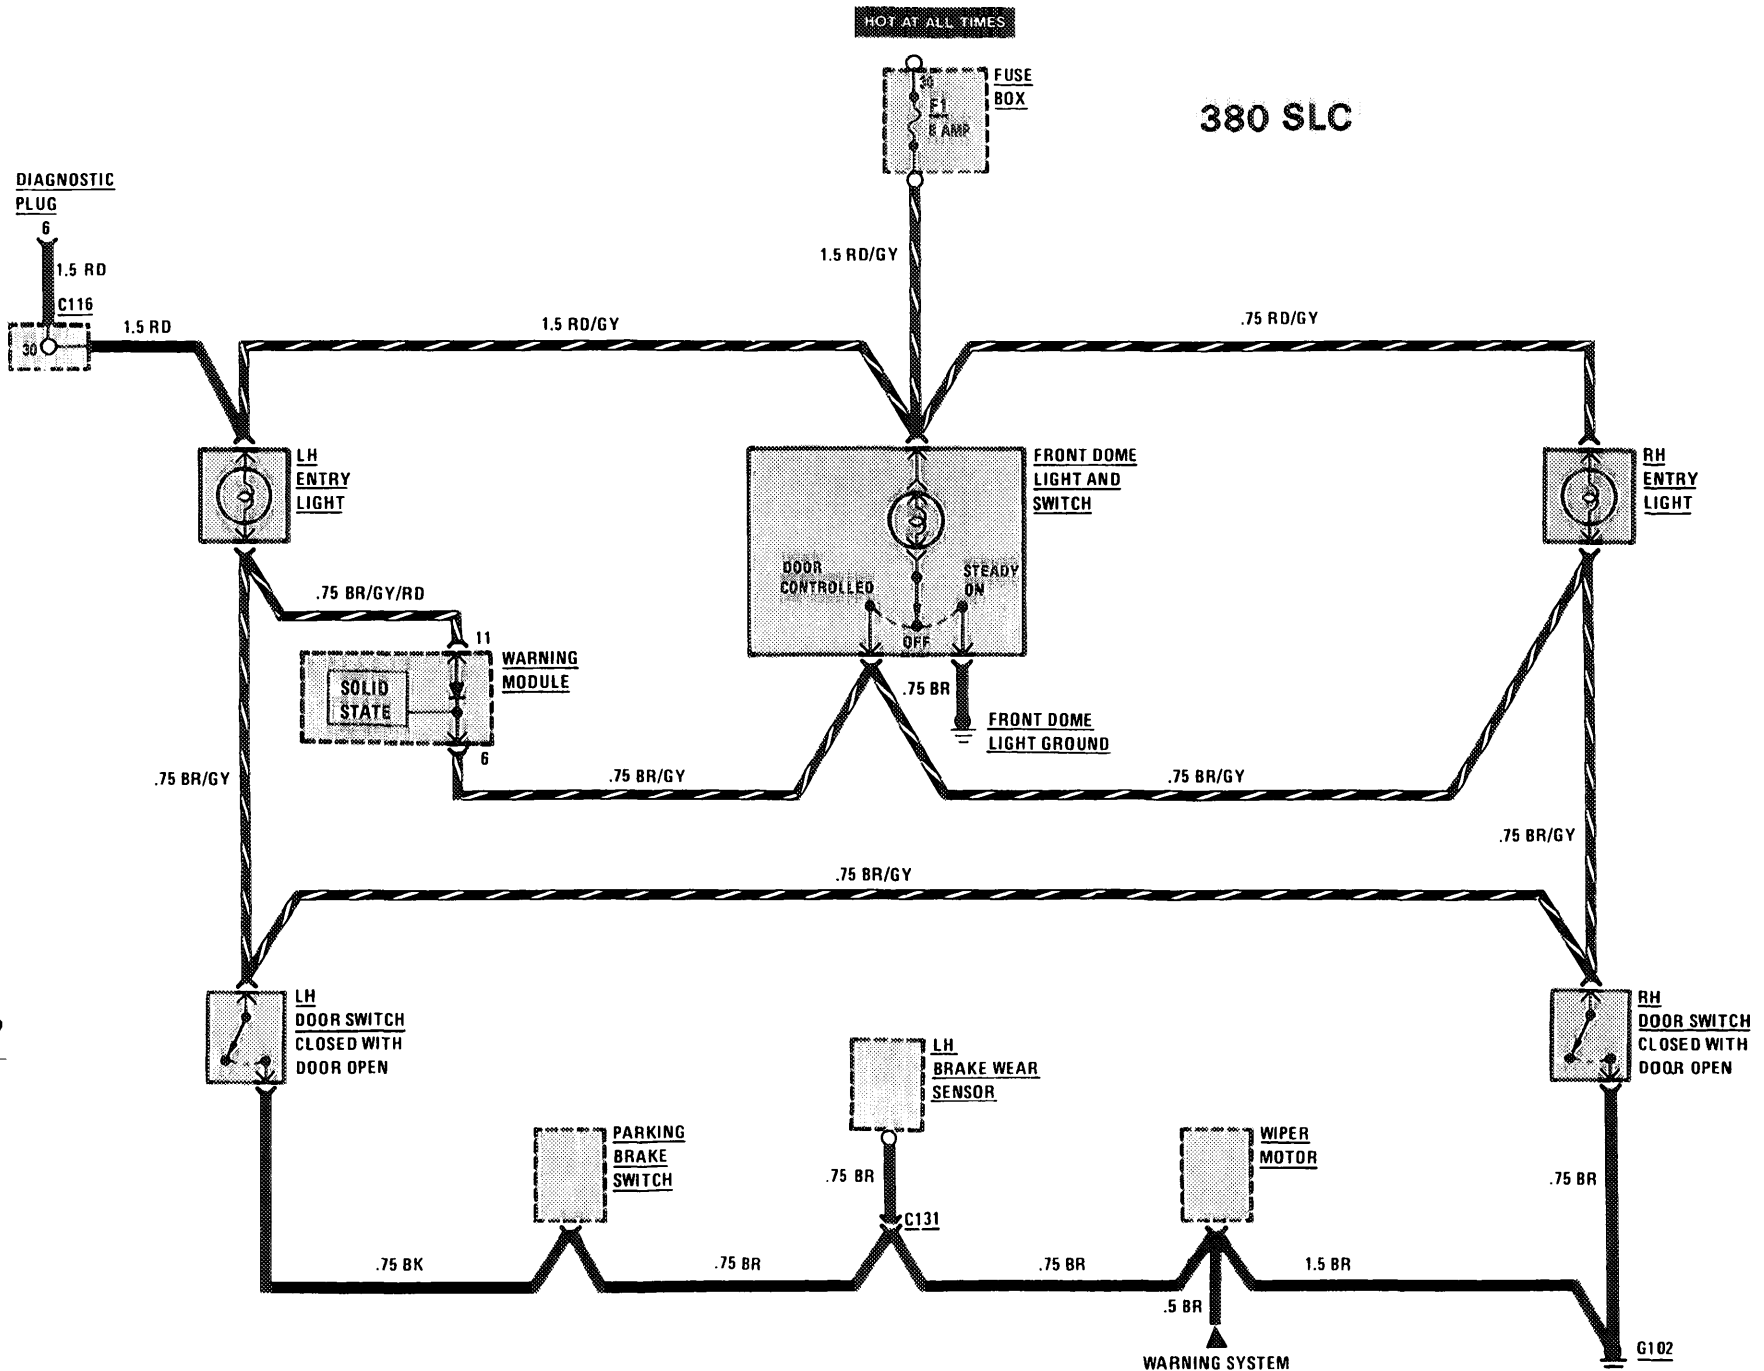 HOT AT ALL TIMES
30
F1
8 AMP
FUSE
BOX
380 SLC
DIAGNOSTIC
PLUG
6
1.5 RD
C116
30
1.5 RD
1.5 RD/GY
1.5 RD/GY
.75 RD/GY
LH
ENTRY
LIGHT
FRONT DOME
LIGHT AND
SWITCH
RH
ENTRY
LIGHT
DOOR
CONTROLLED
STEADY
ON
OFF
.75 BR/GY/RD
11
WARNING
MODULE
SOLID
STATE
6
.75 BR
FRONT DOME
LIGHT GROUND
.75 BR/GY
.75 BR/GY
.75 BR/GY
.75 BR/GY
.75 BR/GY
LH
DOOR SWITCH
CLOSED WITH
DOOR OPEN
RH
DOOR SWITCH
CLOSED WITH
DOOR OPEN
LH
BRAKE WEAR
SENSOR
PARKING
BRAKE
SWITCH
WIPER
MOTOR
.75 BR
C131
.75 BR
.75 BK
.75 BR
.75 BR
1.5 BR
.5 BR
WARNING SYSTEM
G102